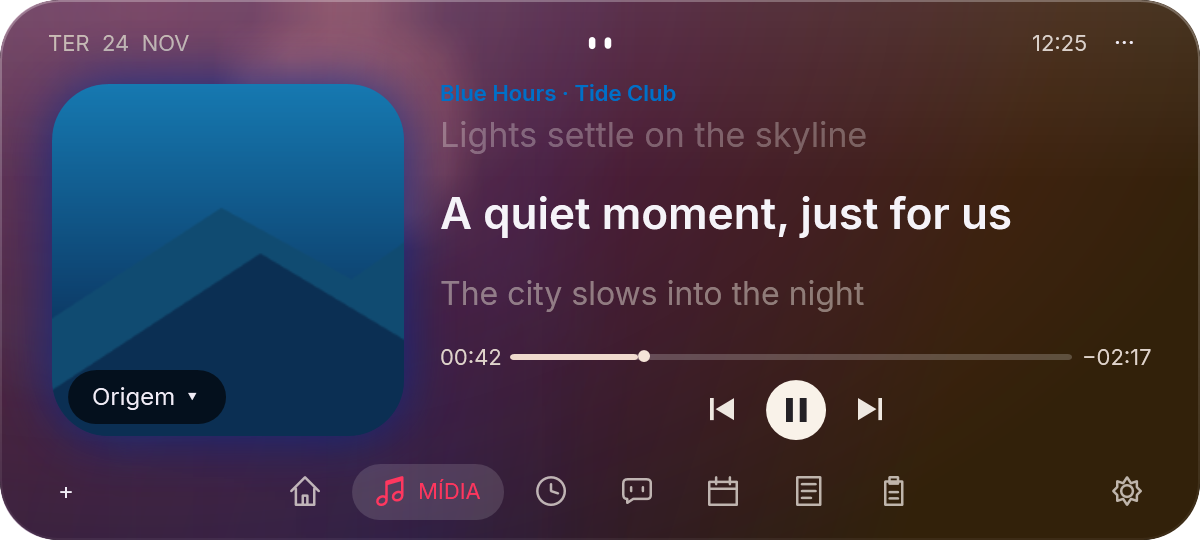 TER 24 NOV
12:25
Blue Hours · Tide Club
Lights settle on the skyline
A quiet moment, just for us
The city slows into the night
00:42
−02:17
Origem
MÍDIA